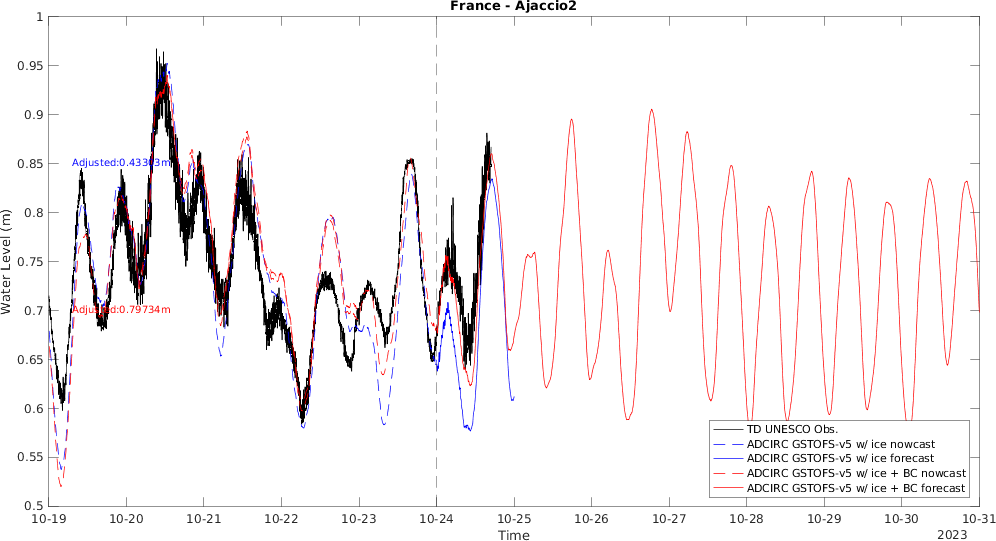 France - Ajaccio2
1
0.95
0.9
0.85
0.8
0.75
0.7
0.65
0.6
0.55
0.5
Water Level (m)
Adjusted:0.43303m
Adjusted:0.79734m
TD UNESCO Obs.
ADCIRC GSTOFS-v5 w/ ice nowcast
ADCIRC GSTOFS-v5 w/ ice forecast
ADCIRC GSTOFS-v5 w/ ice + BC nowcast
ADCIRC GSTOFS-v5 w/ ice + BC forecast
10-19 10-20 10-21 10-22 10-23 10-24 10-25 10-26 10-27 10-28 10-29 10-30 10-31
Time
2023